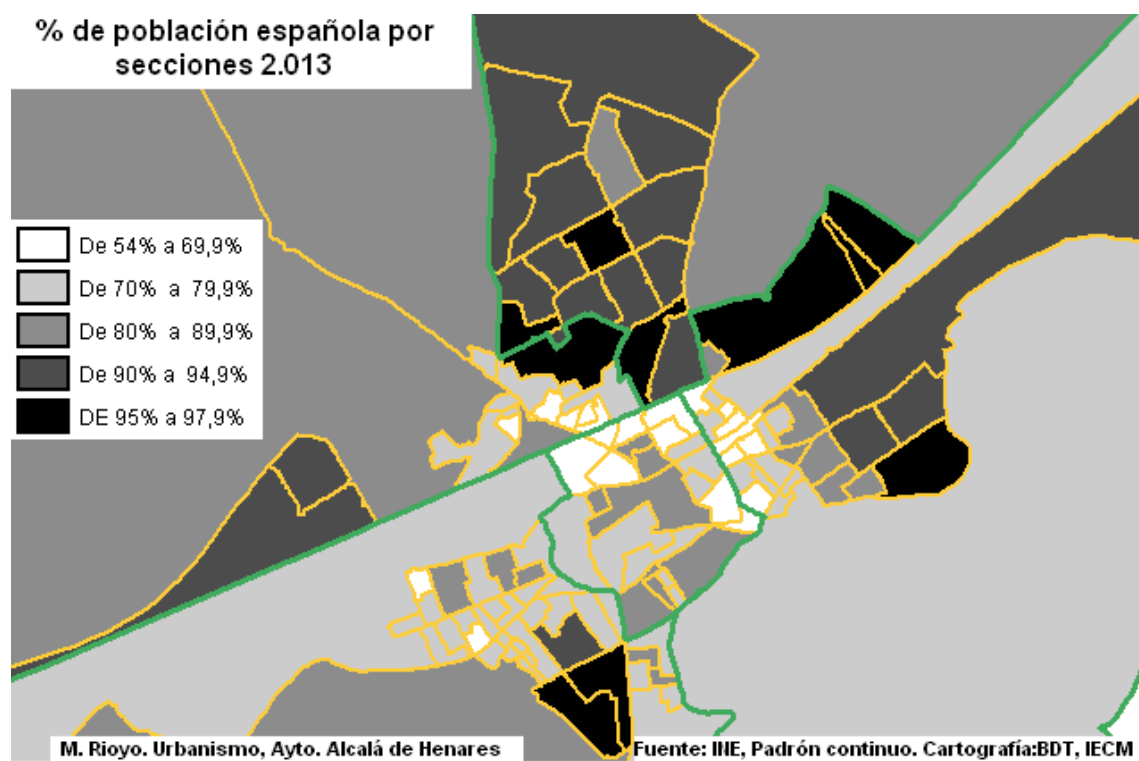 % de población española por
secciones 2.013
De 54% a 69,9%
De 70% a 79,9%
De 80% a 89,9%
De 90% a 94,9%
DE 95% a 97,9%
M. Rioyo. Urbanismo, Ayto. Alcalá de Henares
Fuente: INE, Padrón continuo. Cartografía:BDT, IECM